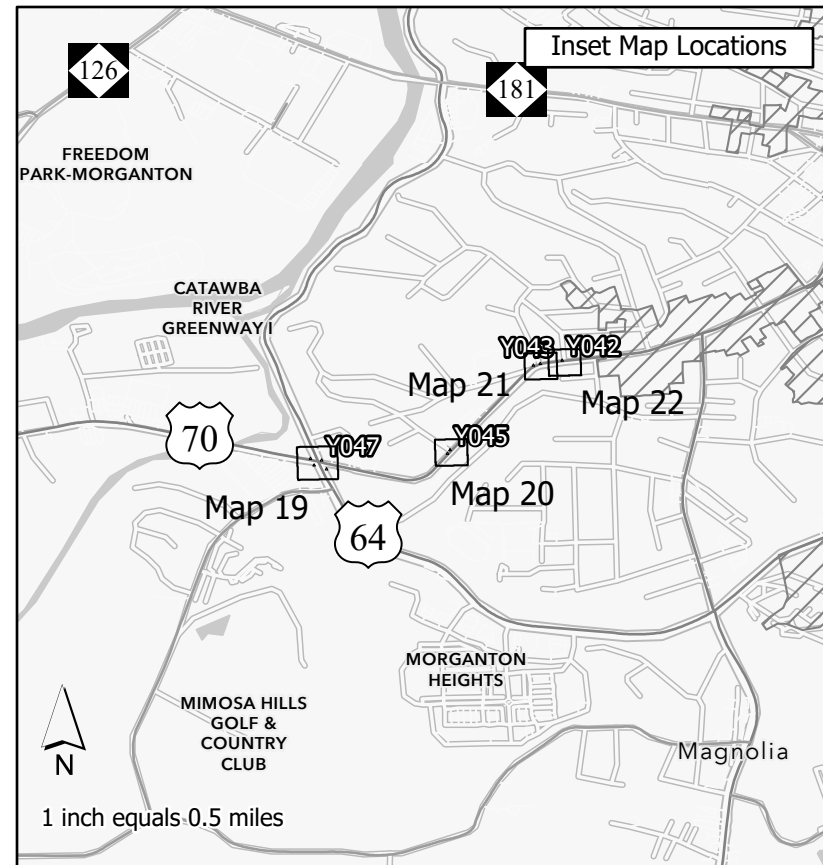 Inset Map Locations
126
181
FREEDOM
PARK-MORGANTON
CATAWBA
RIVER
GREENWAY I
Y043
Y042
Map 21
Map 22
70
Y047
Y045
Map 19
Map 20
64
MORGANTON
HEIGHTS
MIMOSA HILLS
GOLF &
COUNTRY
CLUB
Magnolia
N
1 inch equals 0.5 miles